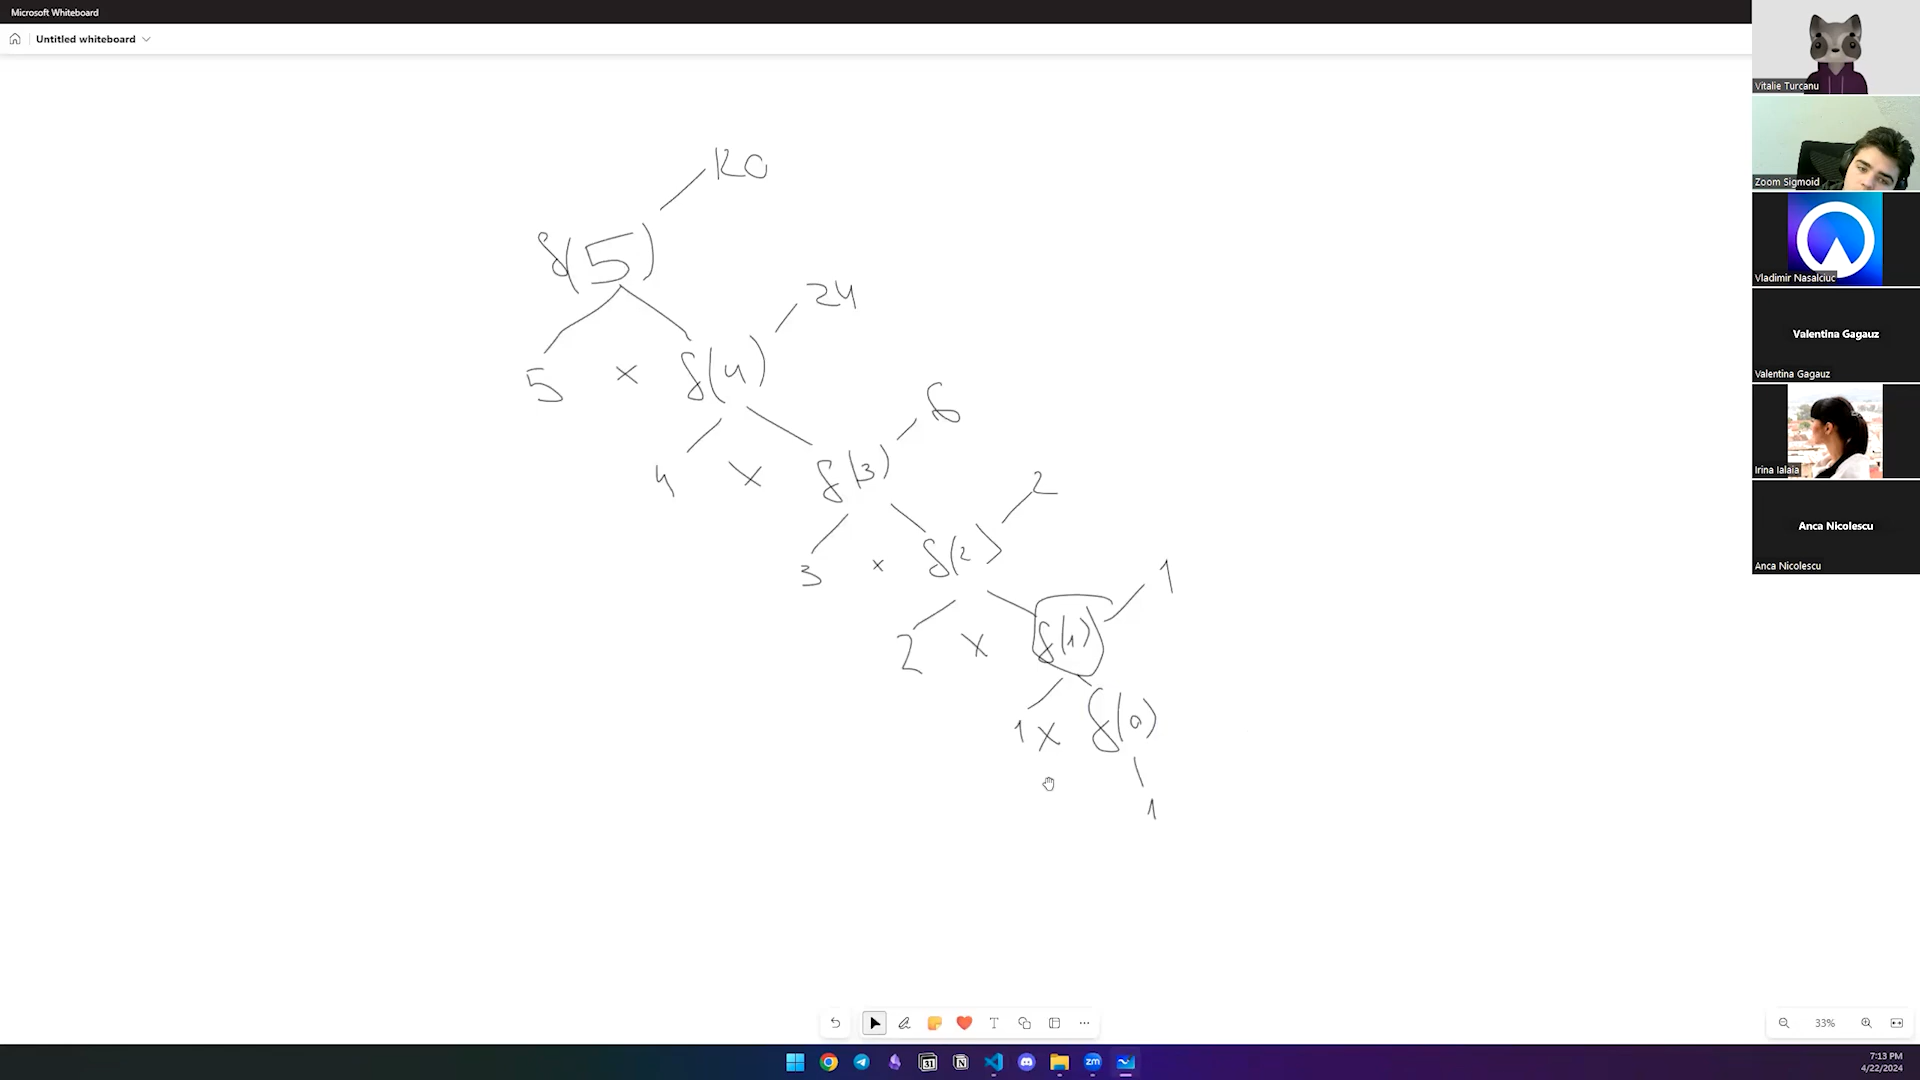 Microsoft Whiteboard
Untitled whiteboard
120
f(5)
24
5 x f(4)
6
4 x f(3)
2
3 x f(2)
1
2 x f(1)
1 x f(0)
1
Vitalie Turcanu
Zoom Sigmoid
Vladimir Nasalciuc
Valentina Gagauz
Valentina Gagauz
Irina Ialaia
Anca Nicolescu
Anca Nicolescu
33%
31
zm
7:13 PM
4/22/2024